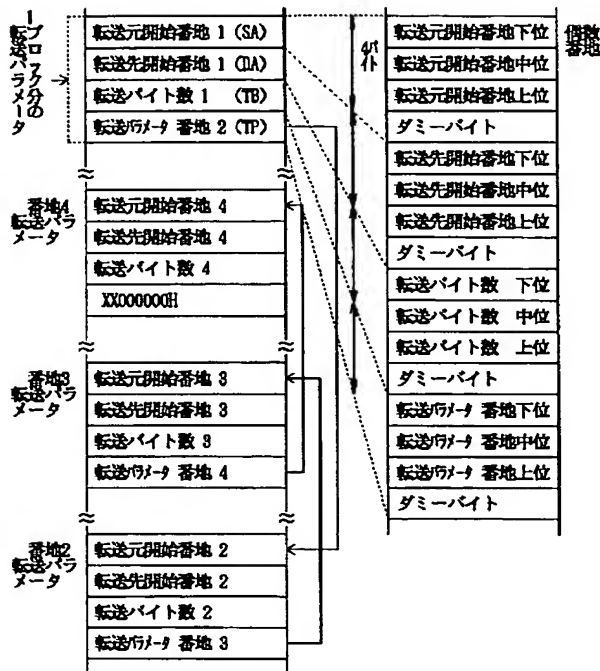 1ブロック分の
転送パラメータ
転送元開始番地 1 (SA)
転送先開始番地 1 (DA)
転送バイト数 1 (TB)
転送パラメータ 番地 2 (TP)
番地4
転送パラ
メータ
転送元開始番地 4
転送先開始番地 4
転送バイト数 4
XX000000H
番地3
転送パラ
メータ
転送元開始番地 3
転送先開始番地 3
転送バイト数 3
転送パラメータ 番地 4
番地2
転送パラ
メータ
転送元開始番地 2
転送先開始番地 2
転送バイト数 2
転送パラメータ 番地 3
4バイト
転送元開始番地下位
転送元開始番地中位
転送元開始番地上位
ダミーバイト
転送先開始番地下位
転送先開始番地中位
転送先開始番地上位
ダミーバイト
転送バイト数 下位
転送バイト数 中位
転送バイト数 上位
ダミーバイト
転送パラメータ 番地下位
転送パラメータ 番地中位
転送パラメータ 番地上位
ダミーバイト
偶数
番地